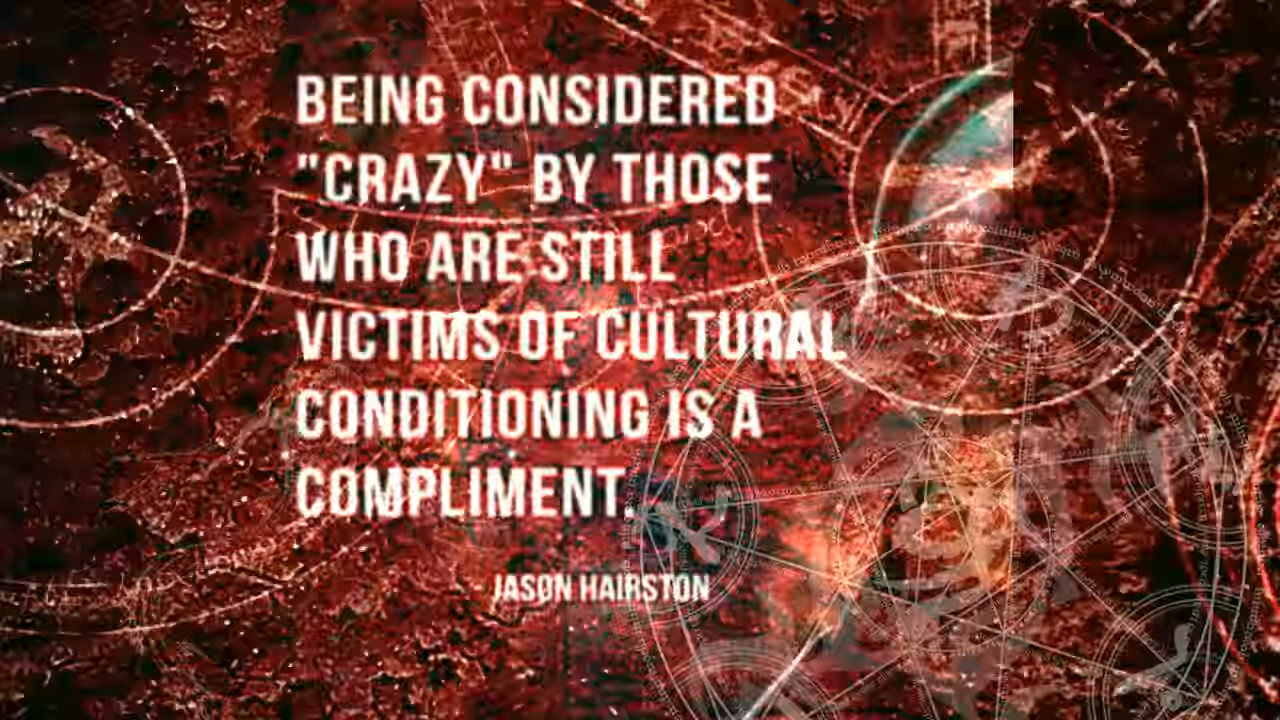 BEING CONSIDERED
"CRAZY" BY THOSE
WHO ARE STILL
VICTIMS OF CULTURAL
CONDITIONING IS A
COMPLIMENT.
- JASON HAIRSTON